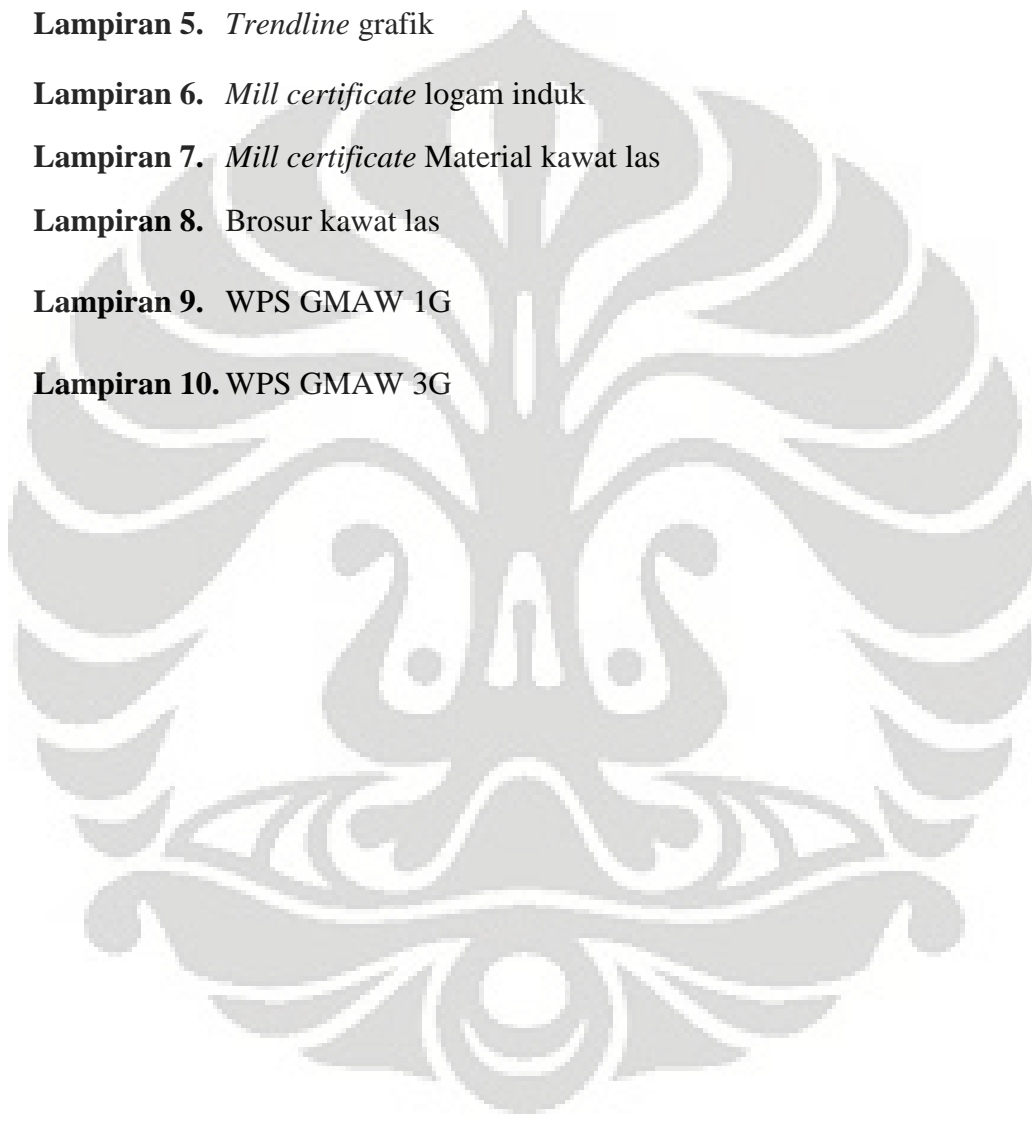 Lampiran 5. Trendline grafik
Lampiran 6. Mill certificate logam induk
Lampiran 7. Mill certificate Material kawat las
Lampiran 8. Brosur kawat las
Lampiran 9. WPS GMAW 1G
Lampiran 10. WPS GMAW 3G